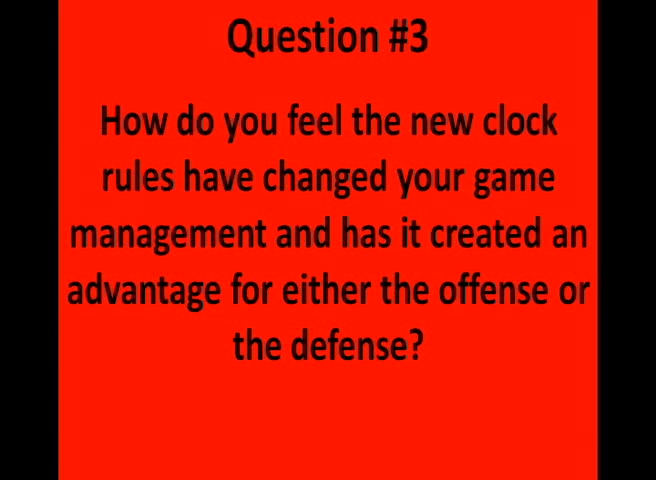 Question #3
How do you feel the new clock
rules have changed your game
management and has it created an
advantage for either the offense or
the defense?